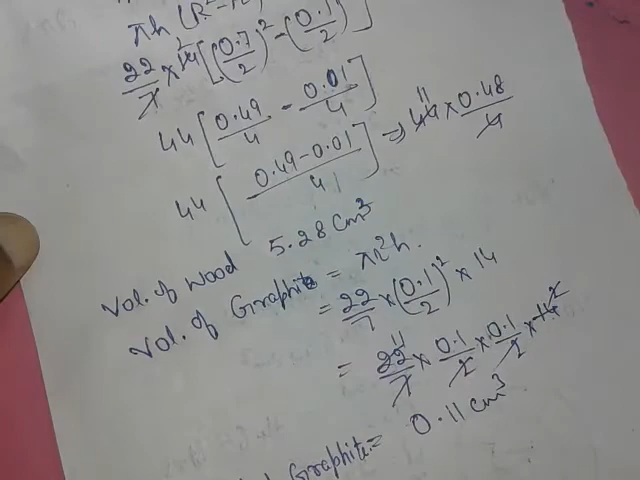 πh (R²-r²)
22/7 × 14 [(0.7/2)² - (0.1/2)²]
44 [0.49/4 - 0.01/4]
44 [0.49-0.01/4] => 44 11 × 0.48/4
Vol. of Wood 5.28 cm³
Vol. of Graphite = πr²h.
= 22/7 × (0.1/2)² × 14
= 22 11/7 × 0.1/2 × 0.1/2 × 14 2
Graphite = 0.11 cm³